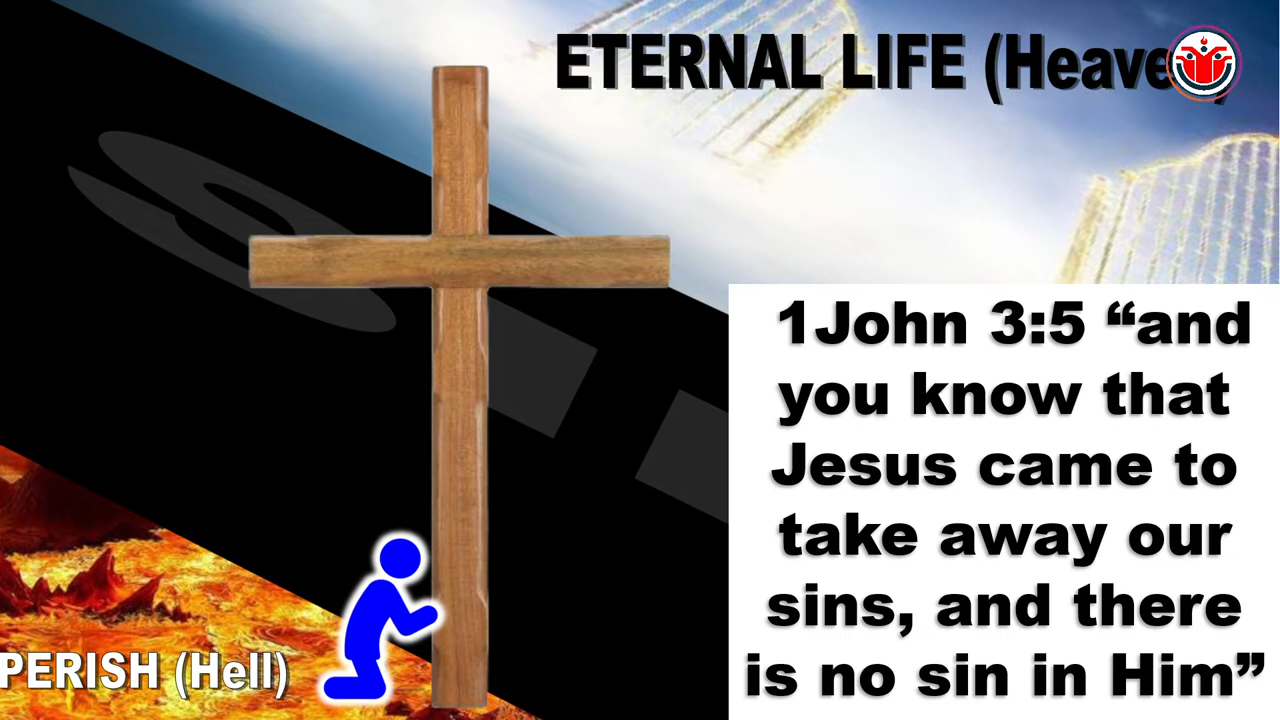 ETERNAL LIFE (Heave
SI
1John 3:5 “and
you know that
Jesus came to
take away our
sins, and there
is no sin in Him”
PERISH (Hell)